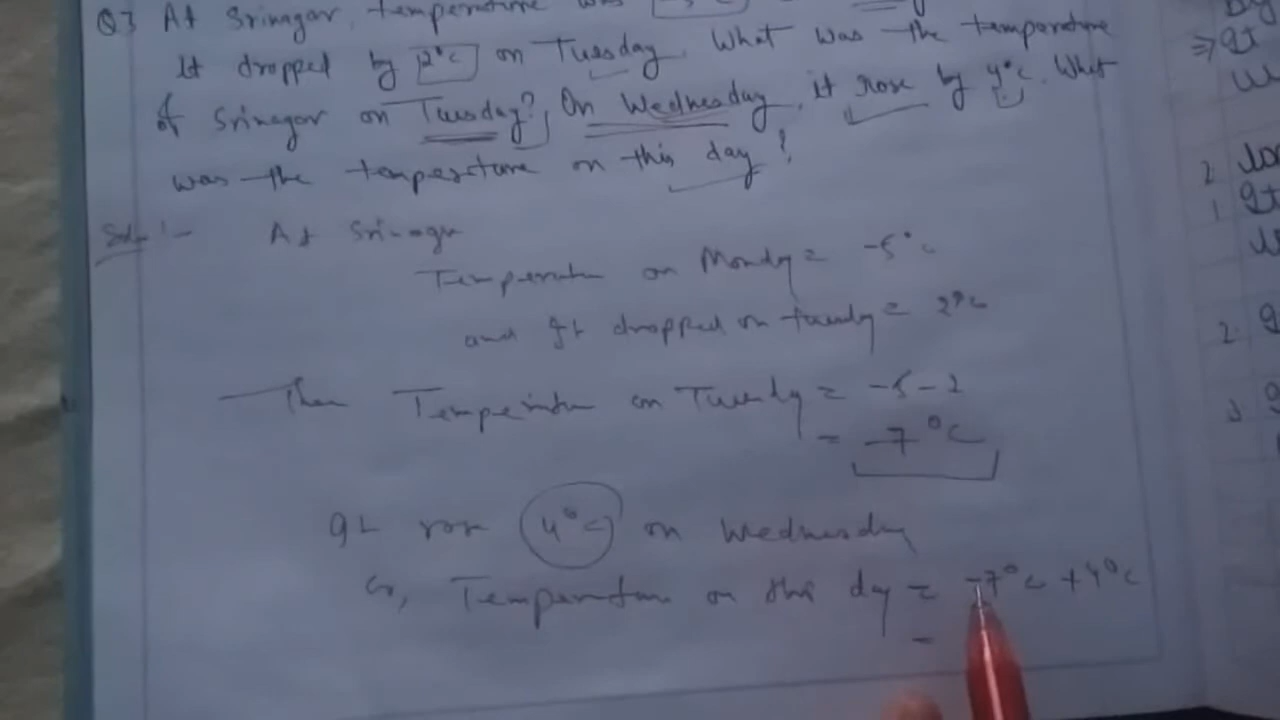 Q3 At Srinagar temperature was -5°C
It dropped by 2°C on Tuesday. What was the temperature
of Srinagar on Tuesday? On Wednesday, it rose by 4°C. What
was the temperature on this day?
Sol:- At Srinagar
Temperature on Monday = -5°C
and It dropped on tuesday = 2°C
Then Temperature on Tuesday = -5-2
= -7°C
It rose 4°C on Wednesday
So, Temperature on this day = -7°C + 4°C
=